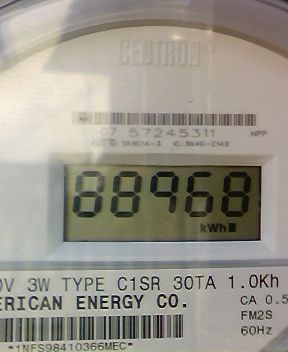 CENTRON
57245311 HPP
88968
kWh
0V 3W TYPE C1SR 30TA 1.0Kh
ERICAN ENERGY CO. CA 0.5
FM2S
60Hz
*1NFS98410366MEC*